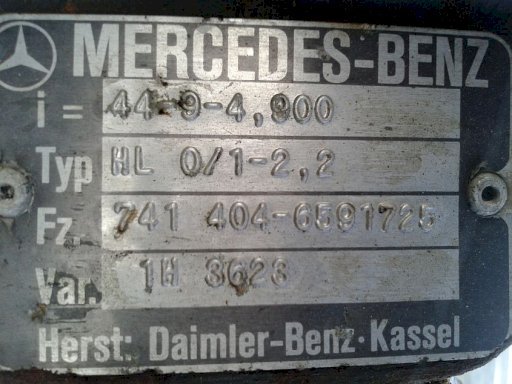 MERCEDES-BENZ
i = 44-9-4,900
Typ HL 0/1-2,2
Fz. 741 404-6591725
Var. 1H 3623
Herst: Daimler-Benz·Kassel